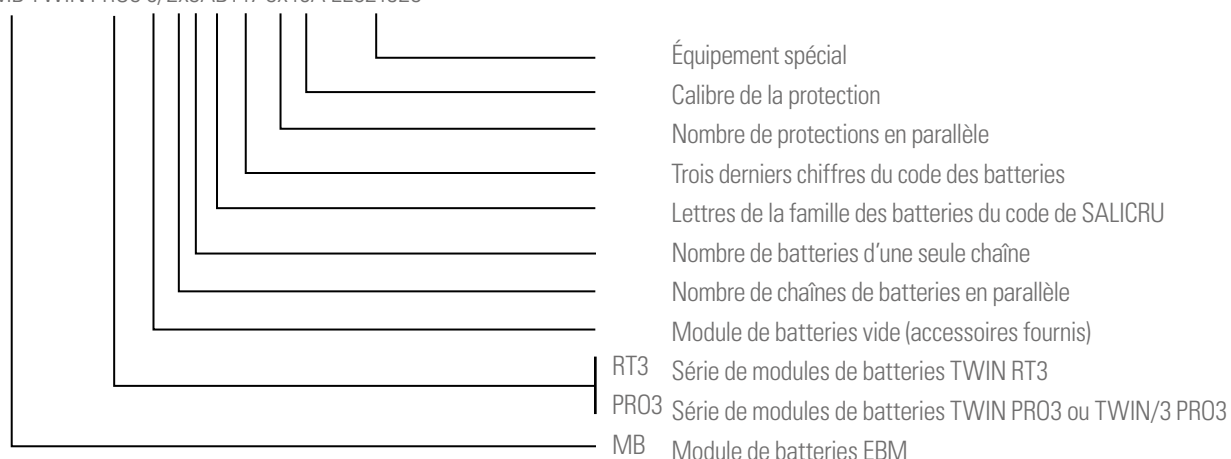 Équipement spécial
Calibre de la protection
Nombre de protections en parallèle
Trois derniers chiffres du code des batteries
Lettres de la famille des batteries du code de SALICRU
Nombre de batteries d'une seule chaîne
Nombre de chaînes de batteries en parallèle
Module de batteries vide (accessoires fournis)
RT3 Série de modules de batteries TWIN RT3
PRO3 Série de modules de batteries TWIN PRO3 ou TWIN/3 PRO3
MB Module de batteries EBM